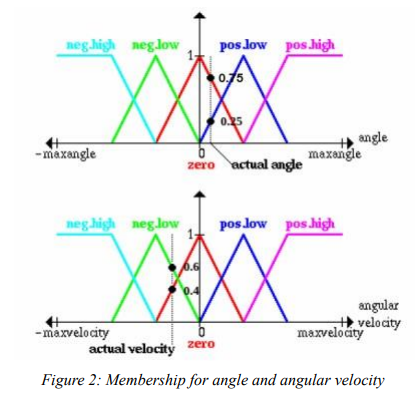 neg.high neg.low pos.low pos.high
1
0.75
0.25
angle
-maxangle 0 maxangle
zero actual angle
neg.high neg.low pos.low pos.high
1
0.6
0.4
angular
-maxvelocity 0 maxvelocity velocity
actual velocity zero
Figure 2: Membership for angle and angular velocity